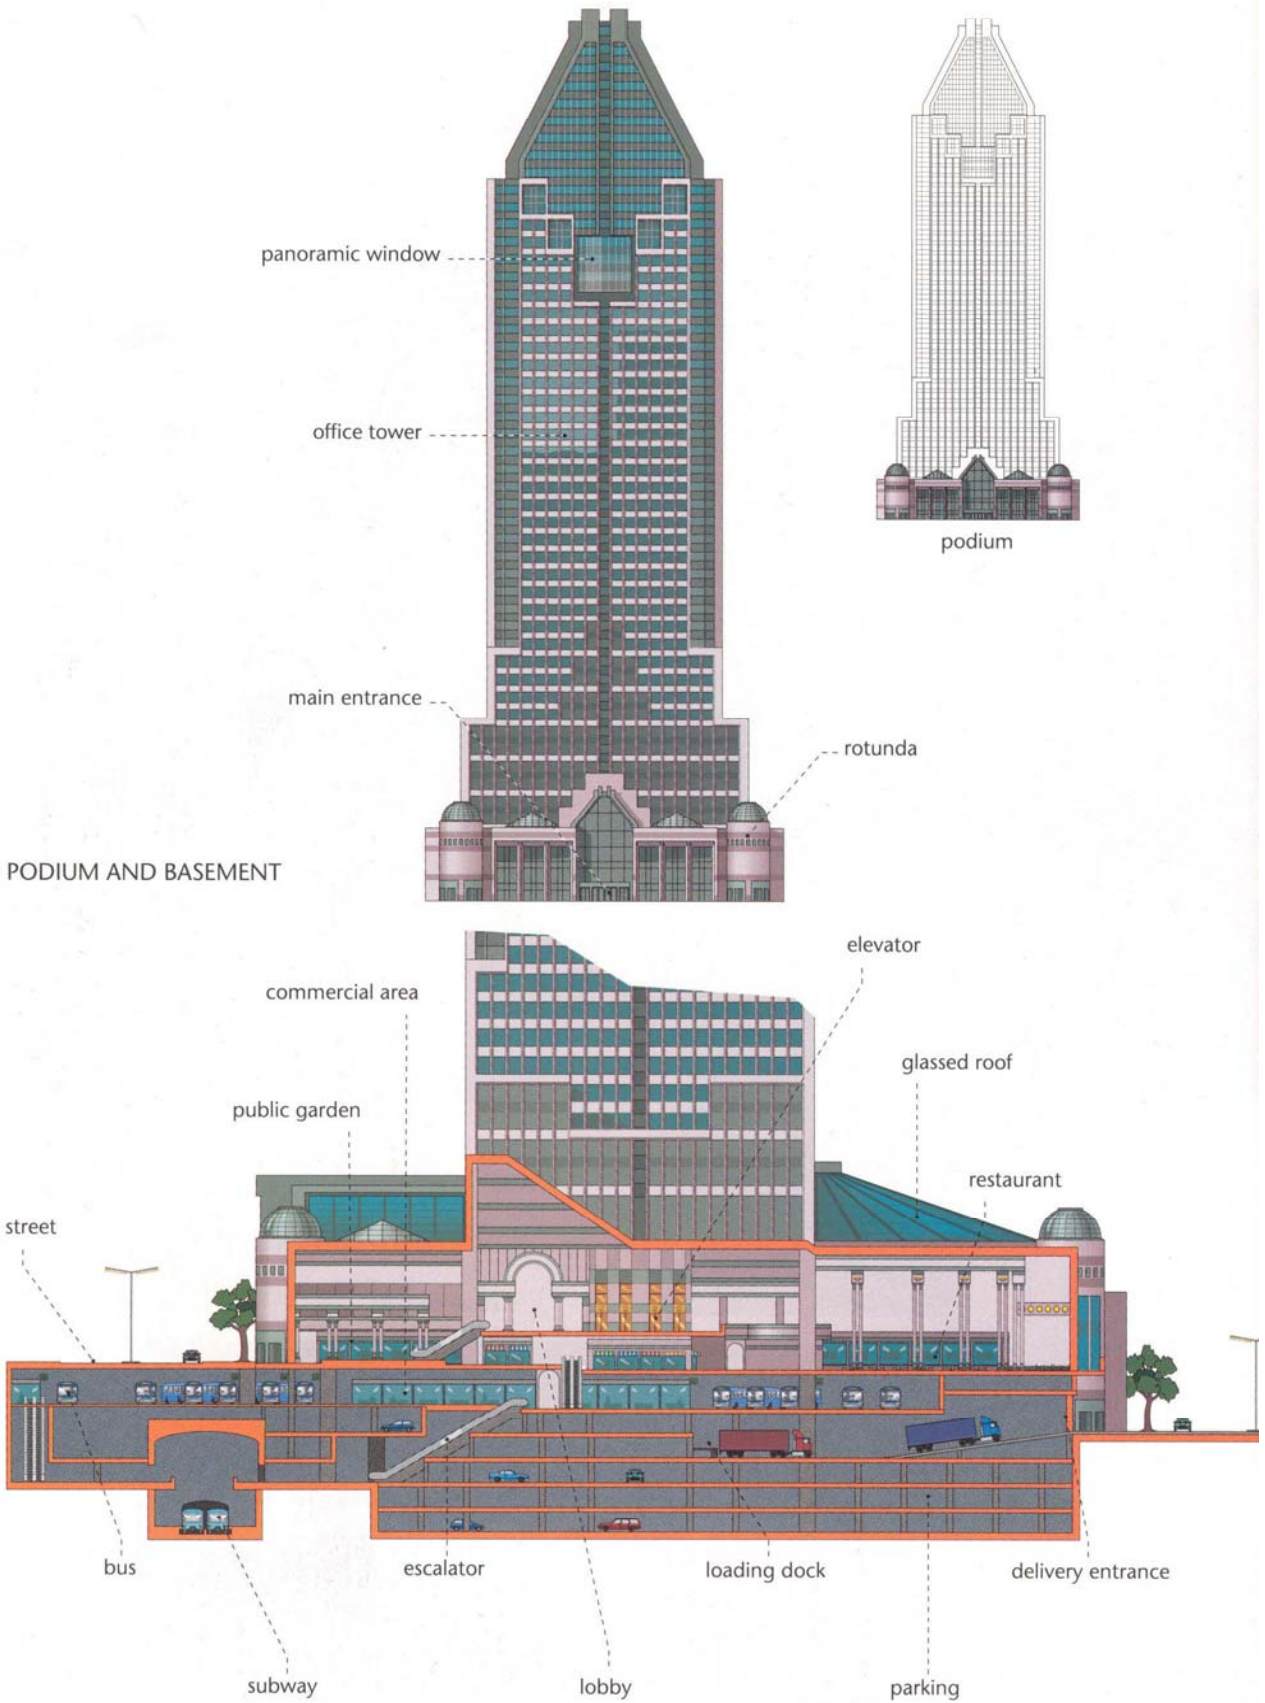 panoramic window
office tower
podium
main entrance
rotunda
PODIUM AND BASEMENT
elevator
commercial area
glassed roof
public garden
restaurant
street
bus
escalator
loading dock
delivery entrance
subway
lobby
parking